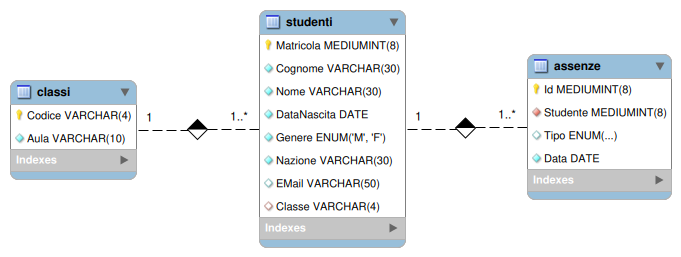 classi
Codice VARCHAR(4)
Aula VARCHAR(10)
Indexes
1
1..*
studenti
Matricola MEDIUMINT(8)
Cognome VARCHAR(30)
Nome VARCHAR(30)
DataNascita DATE
Genere ENUM('M', 'F')
Nazione VARCHAR(30)
EMail VARCHAR(50)
Classe VARCHAR(4)
Indexes
1
1..*
assenze
Id MEDIUMINT(8)
Studente MEDIUMINT(8)
Tipo ENUM(...)
Data DATE
Indexes